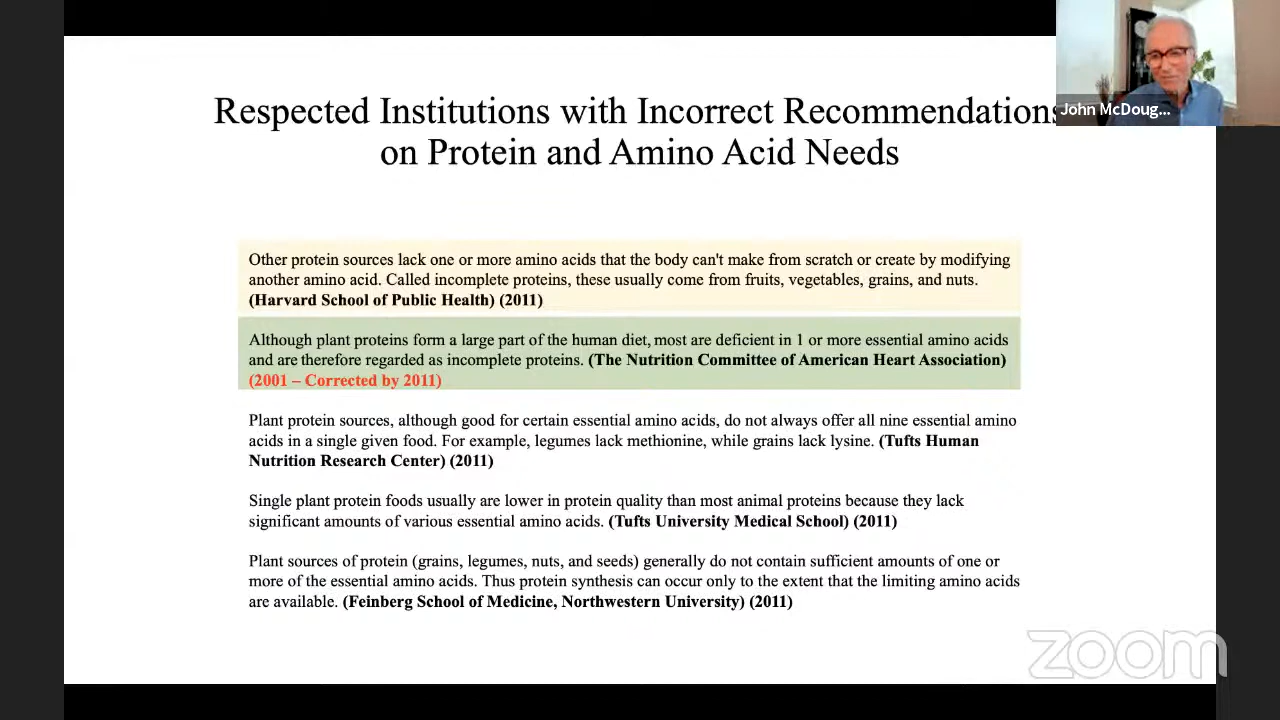 Respected Institutions with Incorrect Recommendations
on Protein and Amino Acid Needs
John McDoug...
Other protein sources lack one or more amino acids that the body can't make from scratch or create by modifying
another amino acid. Called incomplete proteins, these usually come from fruits, vegetables, grains, and nuts.
(Harvard School of Public Health) (2011)
Although plant proteins form a large part of the human diet, most are deficient in 1 or more essential amino acids
and are therefore regarded as incomplete proteins. (The Nutrition Committee of American Heart Association)
(2001 – Corrected by 2011)
Plant protein sources, although good for certain essential amino acids, do not always offer all nine essential amino
acids in a single given food. For example, legumes lack methionine, while grains lack lysine. (Tufts Human
Nutrition Research Center) (2011)
Single plant protein foods usually are lower in protein quality than most animal proteins because they lack
significant amounts of various essential amino acids. (Tufts University Medical School) (2011)
Plant sources of protein (grains, legumes, nuts, and seeds) generally do not contain sufficient amounts of one or
more of the essential amino acids. Thus protein synthesis can occur only to the extent that the limiting amino acids
are available. (Feinberg School of Medicine, Northwestern University) (2011)
zoom